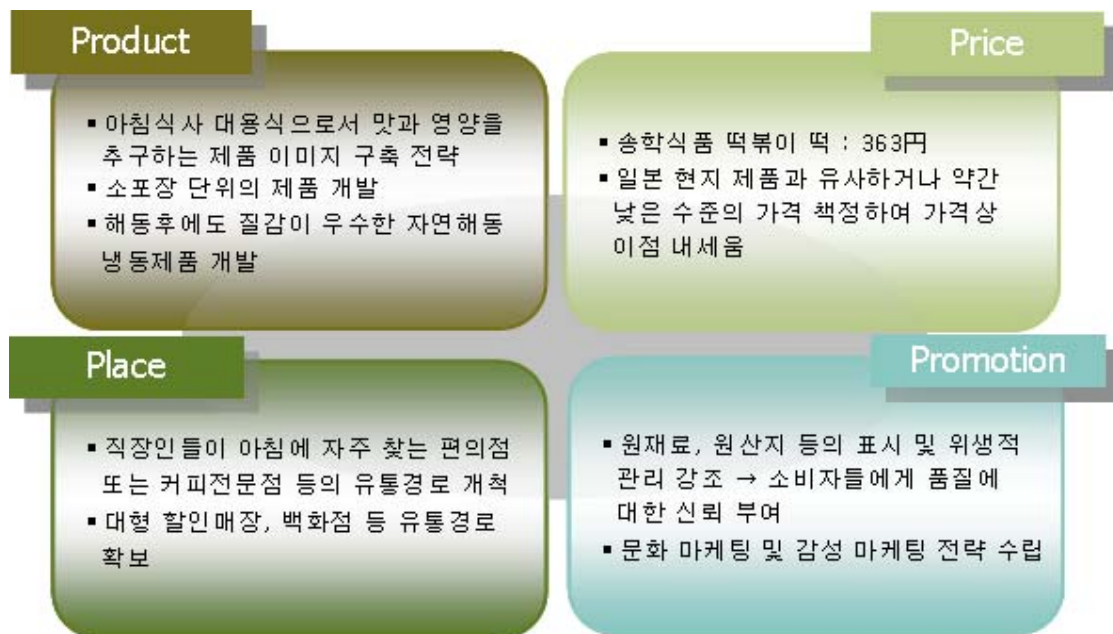 Product
▪ 아침식사 대용식으로서 맛과 영양을
추구하는 제품 이미지 구축 전략
▪ 소포장 단위의 제품 개발
▪ 해동후에도 질감이 우수한 자연해동
냉동제품 개발
Price
▪ 송학식품 떡볶이 떡 : 363円
▪ 일본 현지 제품과 유사하거나 약간
낮은 수준의 가격 책정하여 가격상
이점 내세움
Place
▪ 직장인들이 아침에 자주 찾는 편의점
또는 커피전문점 등의 유통경로 개척
▪ 대형 할인매장, 백화점 등 유통경로
확보
Promotion
▪ 원재료, 원산지 등의 표시 및 위생적
관리 강조 → 소비자들에게 품질에
대한 신뢰 부여
▪ 문화 마케팅 및 감성 마케팅 전략 수립